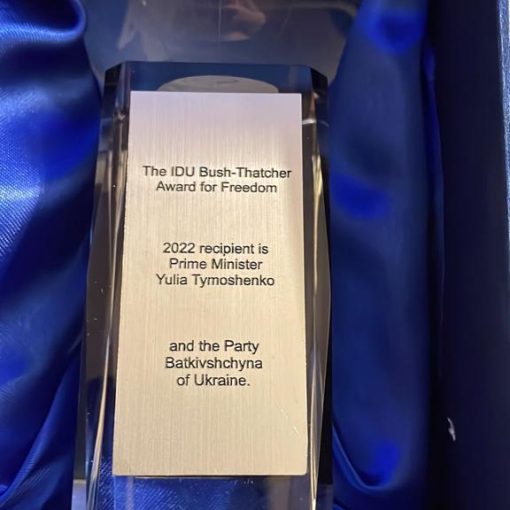 The IDU Bush-Thatcher
Award for Freedom
2022 recipient is
Prime Minister
Yulia Tymoshenko
and the Party
Batkivshchyna
of Ukraine.